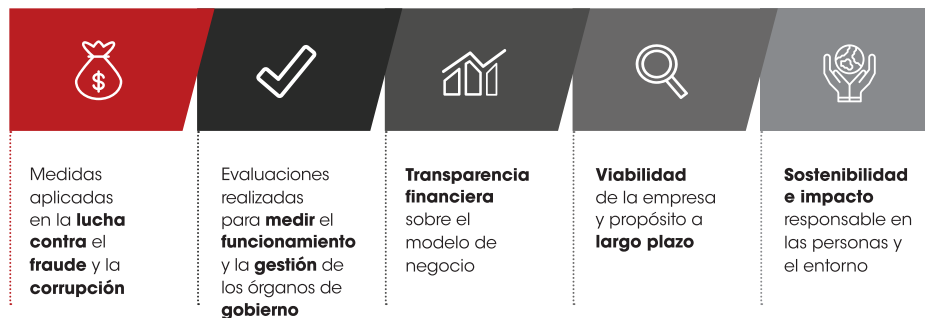 $
Medidas
aplicadas
en la lucha
contra el
fraude y la
corrupción
Evaluaciones
realizadas
para medir el
funcionamiento
y la gestión de
los órganos de
gobierno
Transparencia
financiera
sobre el
modelo de
negocio
Viabilidad
de la empresa
y propósito a
largo plazo
Sostenibilidad
e impacto
responsable en
las personas y
el entorno